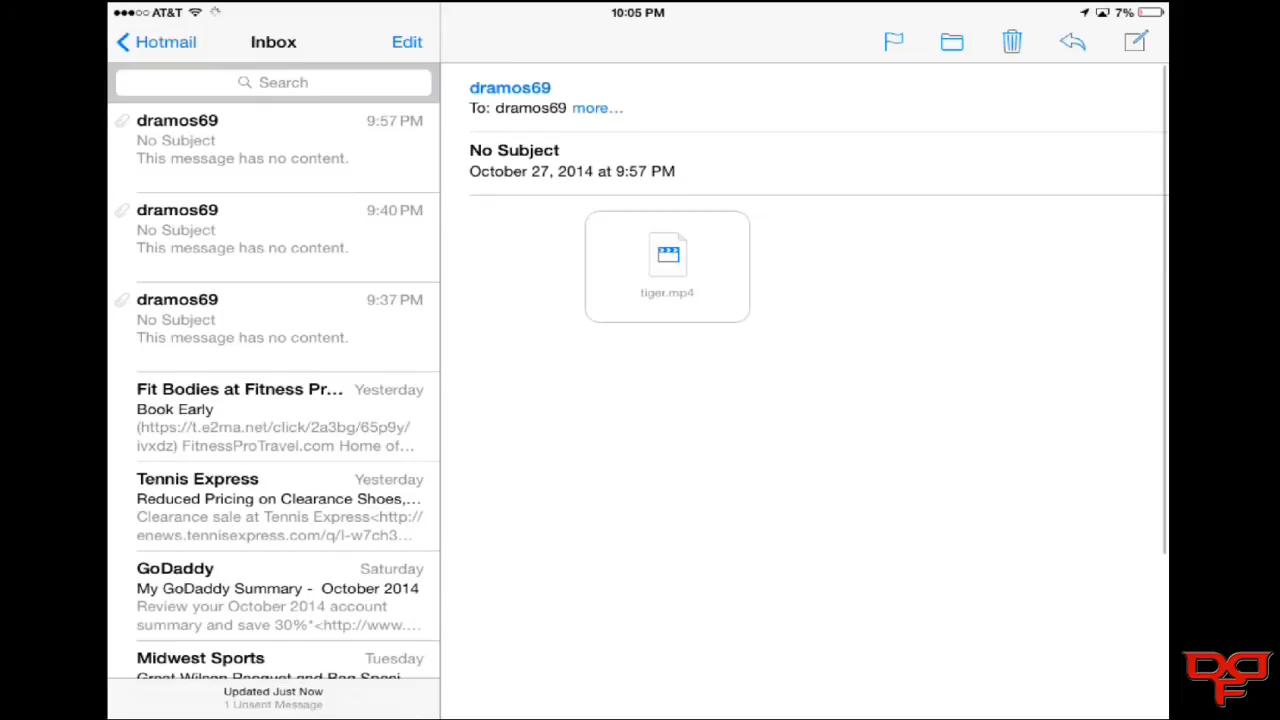 AT&T
10:05 PM
7%
Hotmail
Inbox
Edit
Search
dramos69
9:57 PM
No Subject
This message has no content.
dramos69
9:40 PM
No Subject
This message has no content.
dramos69
9:37 PM
No Subject
This message has no content.
Fit Bodies at Fitness Pr...
Yesterday
Book Early
(https://t.e2ma.net/click/2a3bg/65p9y/
ivxdz) FitnessProTravel.com Home of...
Tennis Express
Yesterday
Reduced Pricing on Clearance Shoes,...
Clearance sale at Tennis Express<http://
enews.tennisexpress.com/q/l-w7ch3...
GoDaddy
Saturday
My GoDaddy Summary - October 2014
Review your October 2014 account
summary and save 30%*<http://www....
Midwest Sports
Tuesday
Great Wilson Racquet and Bag Speci...
Updated Just Now
1 Unsent Message
dramos69
To: dramos69 more...
No Subject
October 27, 2014 at 9:57 PM
tiger.mp4